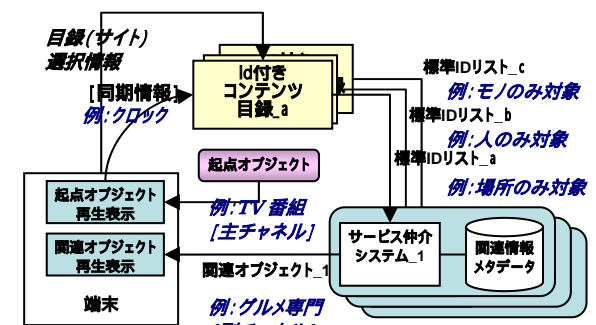 目録(サイト)
選択情報
Id付き
コンテンツ
目録_a
録
[同期情報]
例:クロック
標準IDリスト_c
例:モノのみ対象
標準IDリスト_b
例:人のみ対象
標準IDリスト_a
例:場所のみ対象
起点オブジェクト
例:TV番組
[主チャネル]
起点オブジェクト
再生表示
関連オブジェクト
再生表示
端末
関連オブジェクト_1
例:グルメ専門
サービス仲介
システム_1
関連情報
メタデータ